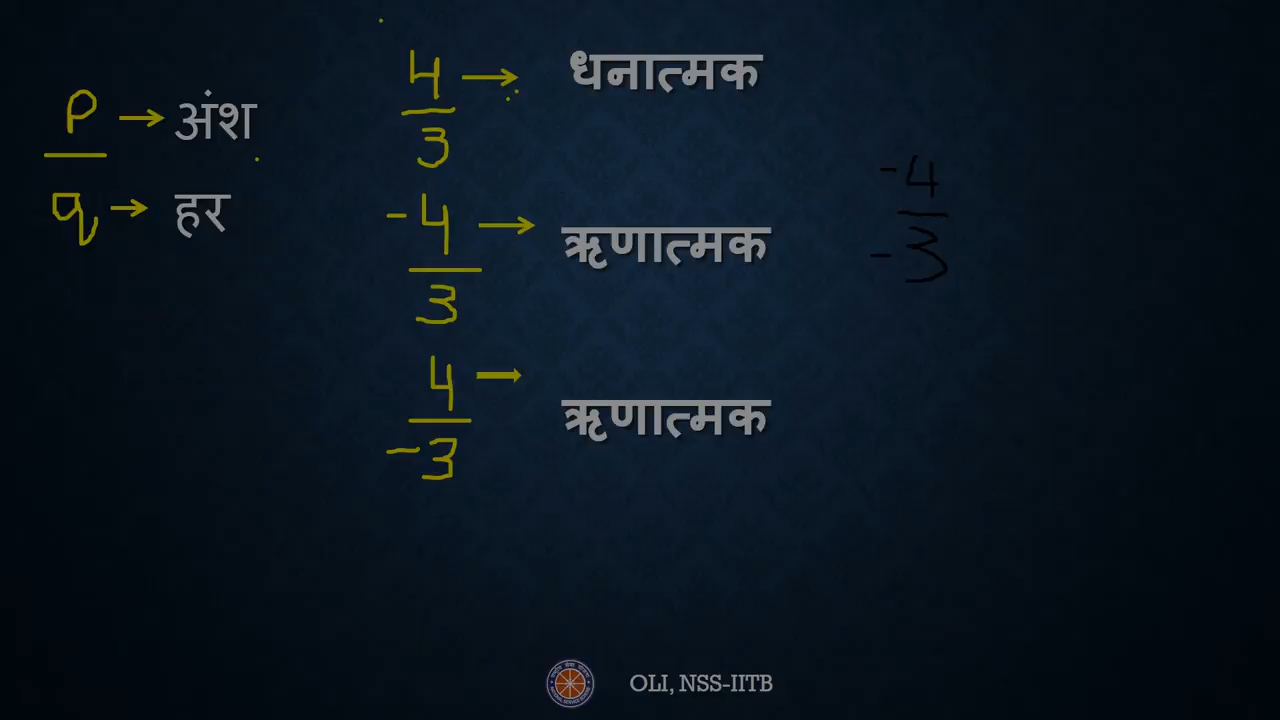 p → अंश
q → हर
4/3 → धनात्मक
-4/3 → ऋणात्मक
4/-3 → ऋणात्मक
-4/-3
OLI, NSS-IITB